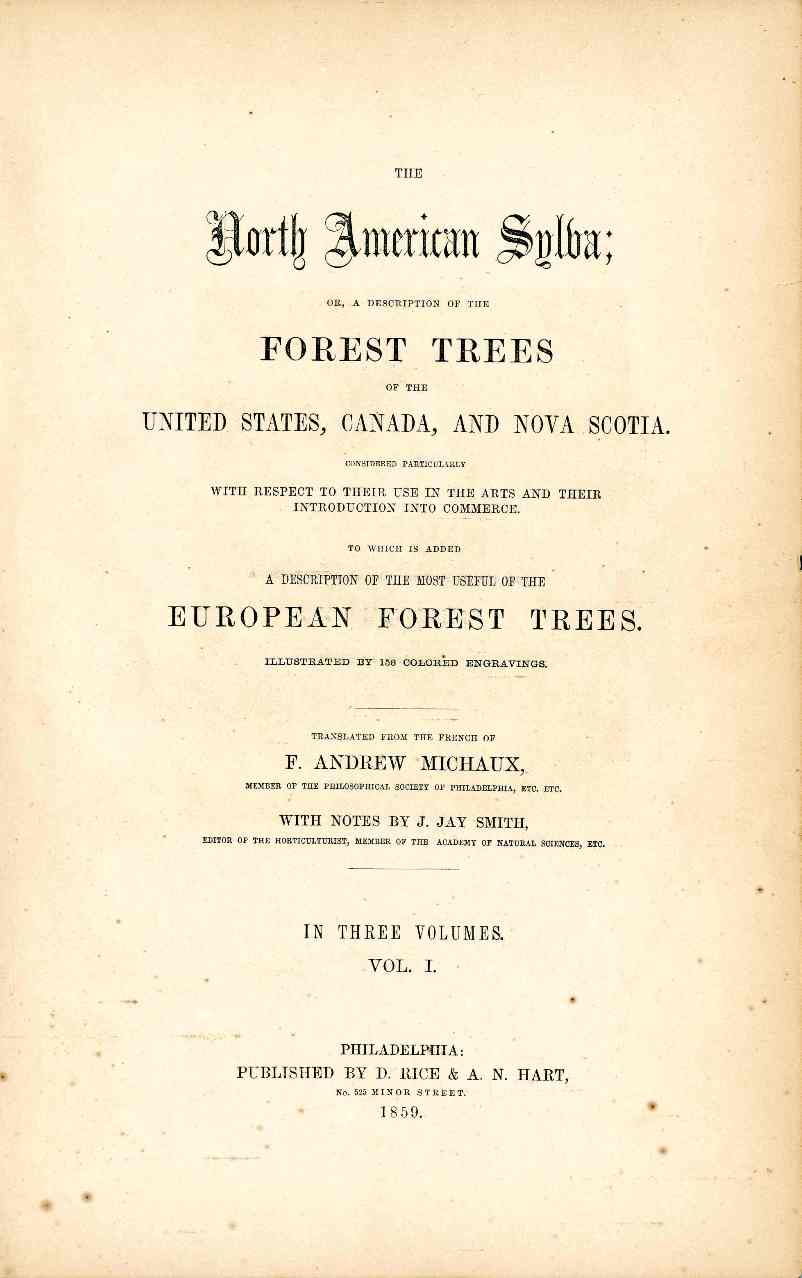 THE
North American Sylva;
OR, A DESCRIPTION OF THE
FOREST TREES
OF THE
UNITED STATES, CANADA, AND NOVA SCOTIA.
CONSIDERED PARTICULARLY
WITH RESPECT TO THEIR USE IN THE ARTS AND THEIR
INTRODUCTION INTO COMMERCE.
TO WHICH IS ADDED
A DESCRIPTION OF THE MOST USEFUL OF THE
EUROPEAN FOREST TREES.
ILLUSTRATED BY 156 COLORED ENGRAVINGS.
TRANSLATED FROM THE FRENCH OF
F. ANDREW MICHAUX,
MEMBER OF THE PHILOSOPHICAL SOCIETY OF PHILADELPHIA, ETC. ETC.
WITH NOTES BY J. JAY SMITH,
EDITOR OF THE HORTICULTURIST, MEMBER OF THE ACADEMY OF NATURAL SCIENCES, ETC.
IN THREE VOLUMES.
VOL. I.
PHILADELPHIA:
PUBLISHED BY D. RICE & A. N. HART,
No. 525 MINOR STREET.
1859.